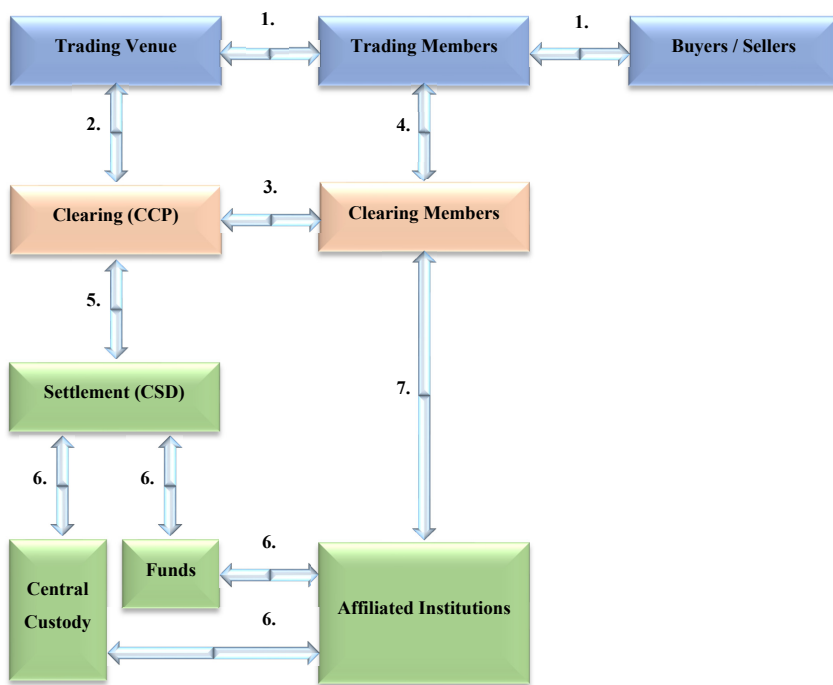 1.
1.
Trading Venue
Trading Members
Buyers / Sellers
2.
4.
3.
Clearing (CCP)
Clearing Members
5.
Settlement (CSD)
7.
6.
6.
6.
Funds
Central
Custody
Affiliated Institutions
6.